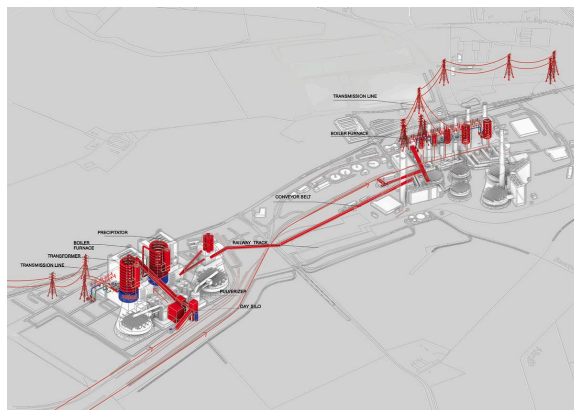 TRANSMISSION LINE
BOILER FURNACE
CONVEYOR BELT
PRECIPITATOR
BOILER
FURNACE
RAILWAY TRACK
TRANSFORMER
TRANSMISSION LINE
PULVERIZER
DAY SILO